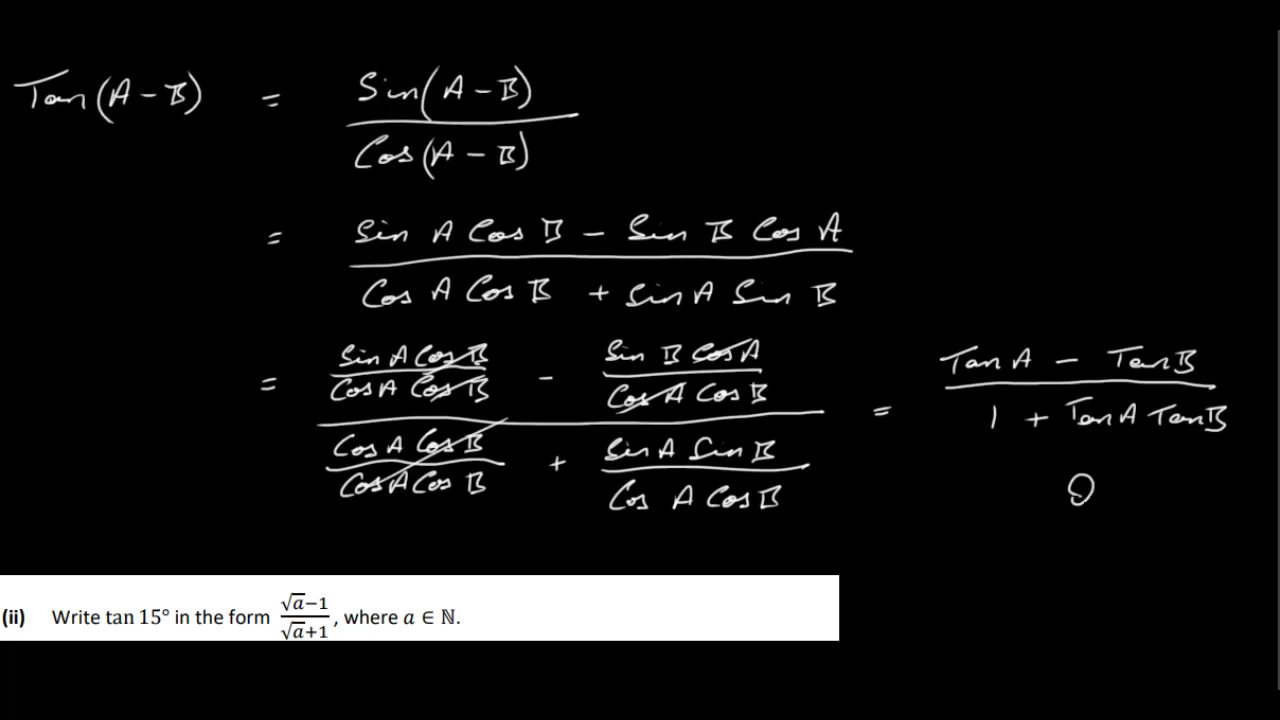 Tan(A - B) = Sin(A - B) / Cos(A - B)
= Sin A Cos B - Sin B Cos A / Cos A Cos B + Sin A Sin B
= Sin A Cos B / Cos A Cos B - Sin B Cos A / Cos A Cos B = Tan A - Tan B / 1 + Tan A Tan B
Cos A Cos B / Cos A Cos B + Sin A Sin B / Cos A Cos B
(ii) Write tan 15° in the form √a−1 / √a+1, where a ∈ ℕ.